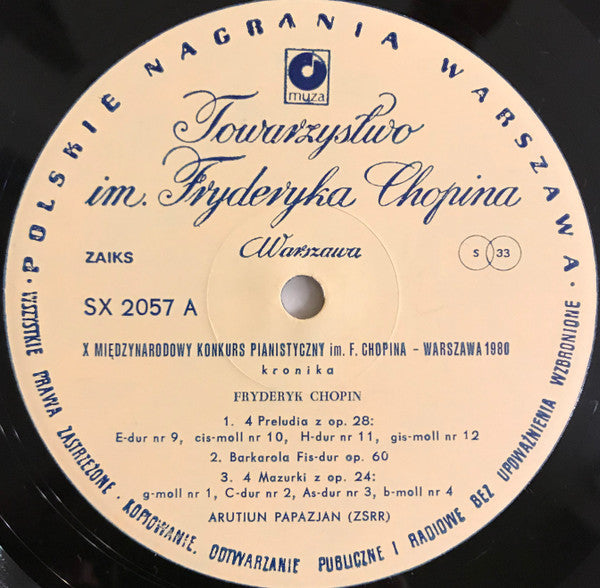 · POLSKIE NAGRANIA WARSZAWA ·
muza
Towarzystwo
im. Fryderyka Chopina
Warszawa
ZAIKS
S 33
SX 2057 A
X MIĘDZYNARODOWY KONKURS PIANISTYCZNY im. F. CHOPINA – WARSZAWA 1980
kronika
FRYDERYK CHOPIN
1. 4 Preludia z op. 28:
E-dur nr 9, cis-moll nr 10, H-dur nr 11, gis-moll nr 12
2. Barkarola Fis-dur op. 60
3. 4 Mazurki z op. 24:
g-moll nr 1, C-dur nr 2, As-dur nr 3, b-moll nr 4
ARUTIUN PAPAZJAN (ZSRR)
WSZYSTKIE PRAWA ZASTRZEŻONE. KOPIOWANIE, ODTWARZANIE PUBLICZNE I RADIOWE BEZ UPOWAŻNIENIA WZBRONIONE